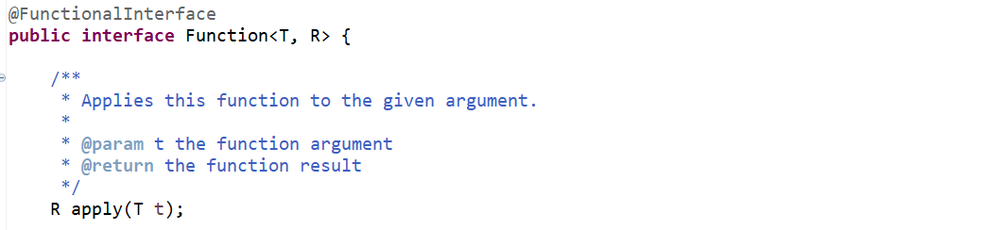 @FunctionalInterface
public interface Function<T, R> {
/**
* Applies this function to the given argument.
*
* @param t the function argument
* @return the function result
*/
R apply(T t);